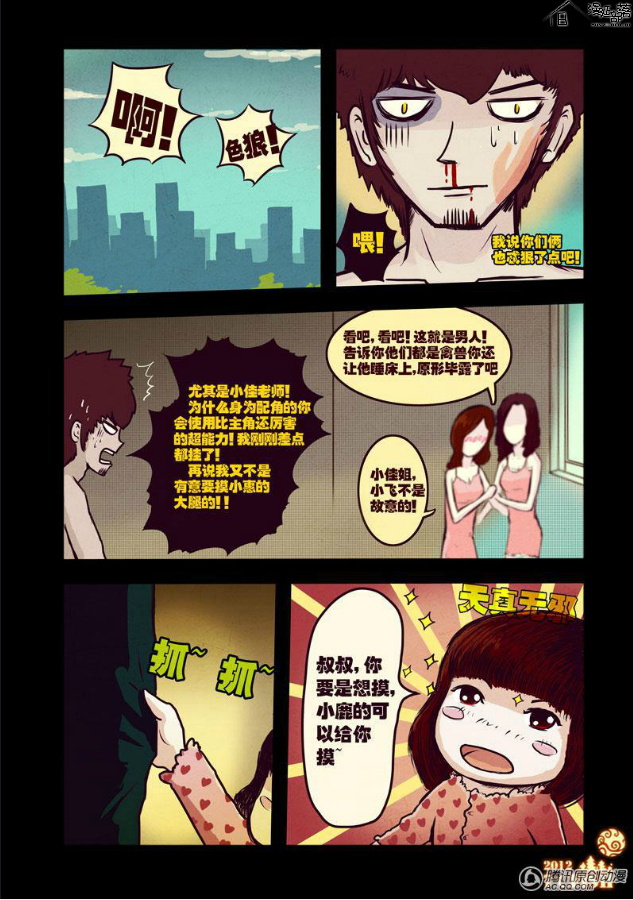 漫征部落
啊！
色狼！
喂！
我说你们俩
也忒狠了点吧！
看吧，看吧！这就是男人！
告诉你他们都是禽兽你还
让他睡床上，原形毕露了吧
尤其是小佳老师！
为什么身为配角的你
会使用比主角还厉害
的超能力！我刚刚差点
都挂了！
再说我又不是
有意要摸小惠的
大腿的！！
小佳姐，
小飞不是
故意的！
抓~ 抓~
天真无邪
叔叔，你
要是想摸，
小鹿的可
以给你
摸~
2012
腾讯原创动漫
AC.QQ.COM